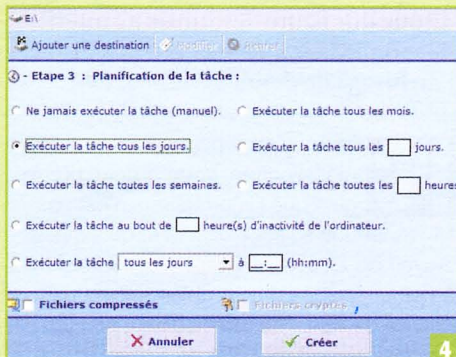 E:\
Ajouter une destination Modifier Retirer
- Etape 3 : Planification de la tâche :
Ne jamais exécuter la tâche (manuel). Exécuter la tâche tous les mois.
Exécuter la tâche tous les jours. Exécuter la tâche tous les jours.
Exécuter la tâche toutes les semaines. Exécuter la tâche toutes les heures
Exécuter la tâche au bout de heure(s) d'inactivité de l'ordinateur.
Exécuter la tâche tous les jours à __:__ (hh:mm).
Fichiers compressés Fichiers cryptés
Annuler Créer
4